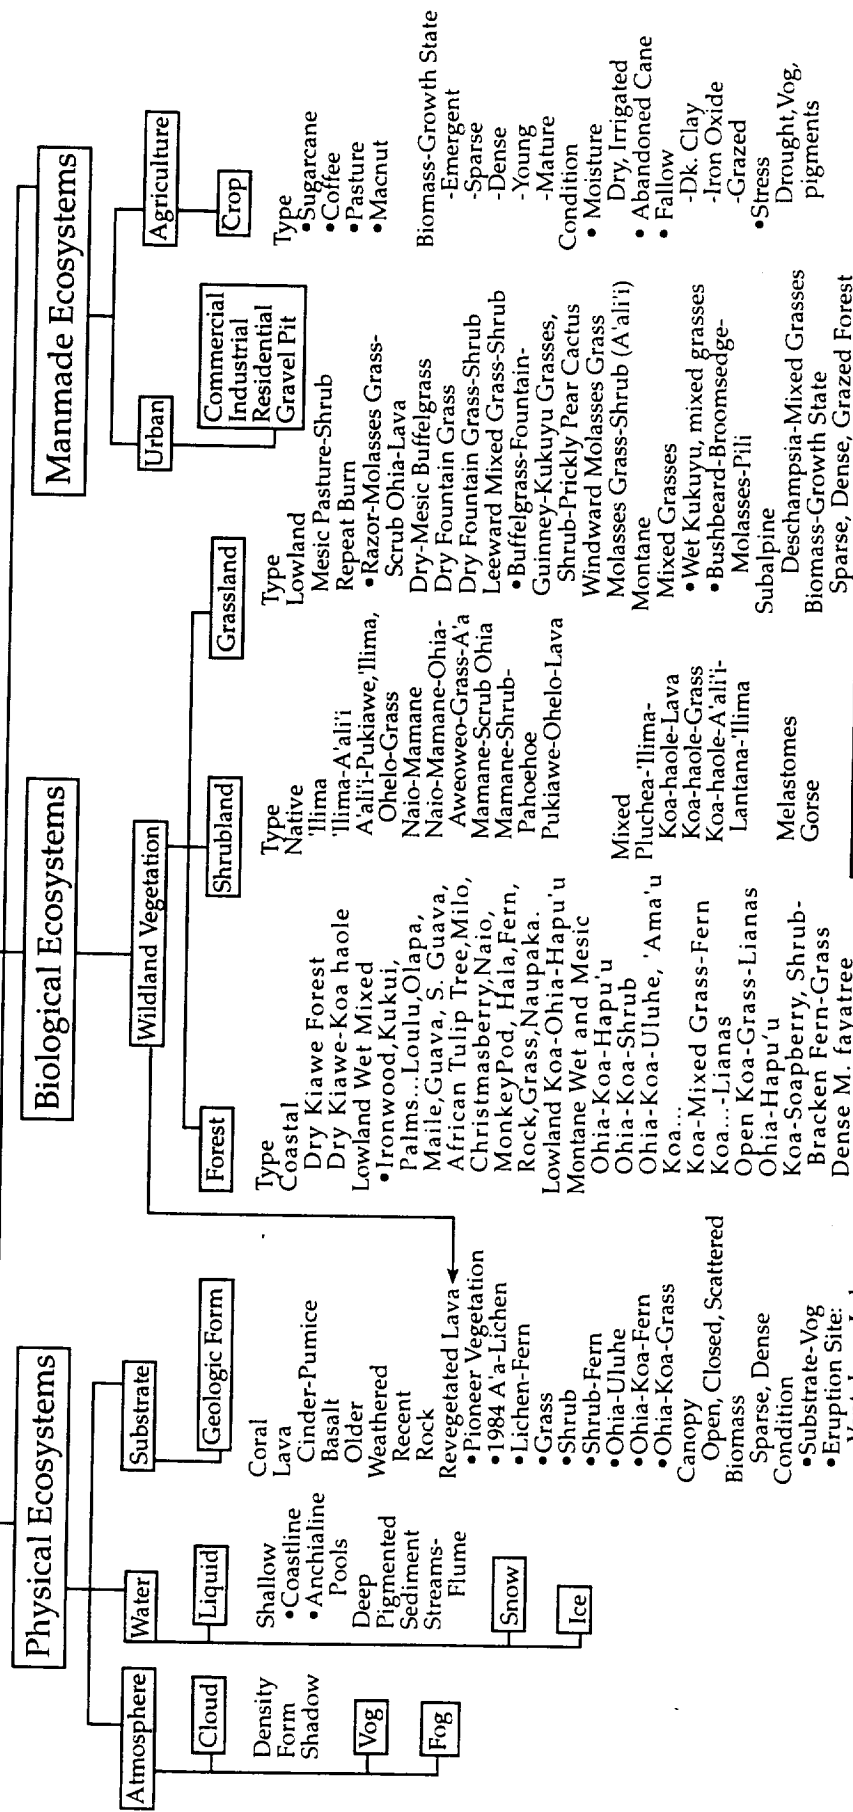 Physical Ecosystems
Atmosphere
Cloud
Density
Form
Shadow
Vog
Fog
Water
Liquid
Shallow
•Coastline
•Anchialine
Pools
Deep
Pigmented
Sediment
Streams-
Flume
Snow
Ice
Substrate
Geologic Form
Coral
Lava
Cinder-Pumice
Basalt
Older
Weathered
Recent
Rock
Revegetated Lava
•Pioneer Vegetation
•1984 A'a-Lichen
•Lichen-Fern
•Grass
•Shrub
•Shrub-Fern
•Ohia-Uluhe
•Ohia-Koa-Fern
•Ohia-Koa-Grass
Canopy
Open, Closed, Scattered
Biomass
Sparse, Dense
Condition
•Substrate-Vog
•Eruption Site:
Biological Ecosystems
Wildland Vegetation
Forest
Type
Coastal
Dry Kiawe Forest
Dry Kiawe-Koa haole
Lowland Wet Mixed
•Ironwood,Kukui,
Palms...Loulu,Olapa,
Maile,Guava, S. Guava,
African Tulip Tree,Milo,
Christmasberry,Naio,
MonkeyPod, Hala,Fern,
Rock,Grass,Naupaka.
Lowland Koa-Ohia-Hapu'u
Montane Wet and Mesic
Ohia-Koa-Hapu'u
Ohia-Koa-Shrub
Ohia-Koa-Uluhe, 'Ama'u
Koa...
Koa-Mixed Grass-Fern
Koa...-Lianas
Open Koa-Grass-Lianas
Ohia-Hapu'u
Koa-Soapberry, Shrub-
Bracken Fern-Grass
Dense M. fayatree
Shrubland
Type
Native
'Ilima
'Ilima-A'ali'i
A'ali'i-Pukiawe,'Ilima,
Ohelo-Grass
Naio-Mamane
Naio-Mamane-Ohia-
Aweoweo-Grass-A'a
Mamane-Scrub Ohia
Mamane-Shrub-
Pahoehoe
Pukiawe-Ohelo-Lava
Mixed
Pluchea-'Ilima-
Koa-haole-Lava
Koa-haole-Grass
Koa-haole-A'ali'i-
Lantana-'Ilima
Melastomes
Gorse
Grassland
Type
Lowland
Mesic Pasture-Shrub
Repeat Burn
•Razor-Molasses Grass-
Scrub Ohia-Lava
Dry-Mesic Buffelgrass
Dry Fountain Grass
Dry Fountain Grass-Shrub
Leeward Mixed Grass-Shrub
•Buffelgrass-Fountain-
Guinney-Kukuyu Grasses,
Shrub-Prickly Pear Cactus
Windward Molasses Grass
Molasses Grass-Shrub (A'ali'i)
Montane
Mixed Grasses
•Wet Kukuyu, mixed grasses
•Bushbeard-Broomsedge-
Molasses-Pili
Subalpine
Deschampsia-Mixed Grasses
Biomass-Growth State
Sparse, Dense, Grazed Forest
Manmade Ecosystems
Urban
Commercial
Industrial
Residential
Gravel Pit
Agriculture
Crop
Type
•Sugarcane
•Coffee
•Pasture
•Macnut
Biomass-Growth State
-Emergent
-Sparse
-Dense
-Young
-Mature
Condition
•Moisture
Dry, Irrigated
•Abandoned Cane
•Fallow
-Dk. Clay
-Iron Oxide
-Grazed
•Stress
Drought,Vog,
pigments